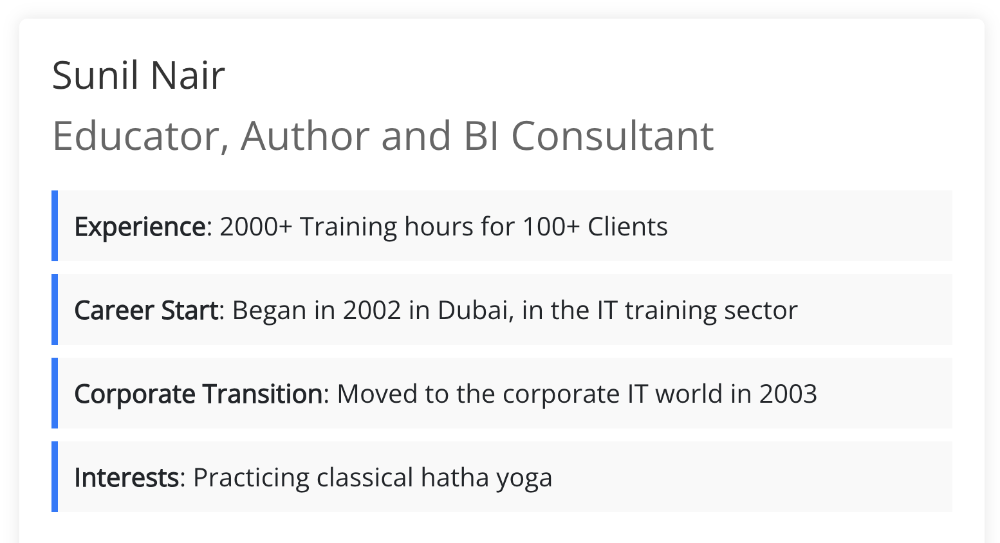 Sunil Nair
Educator, Author and BI Consultant
Experience: 2000+ Training hours for 100+ Clients
Career Start: Began in 2002 in Dubai, in the IT training sector
Corporate Transition: Moved to the corporate IT world in 2003
Interests: Practicing classical hatha yoga